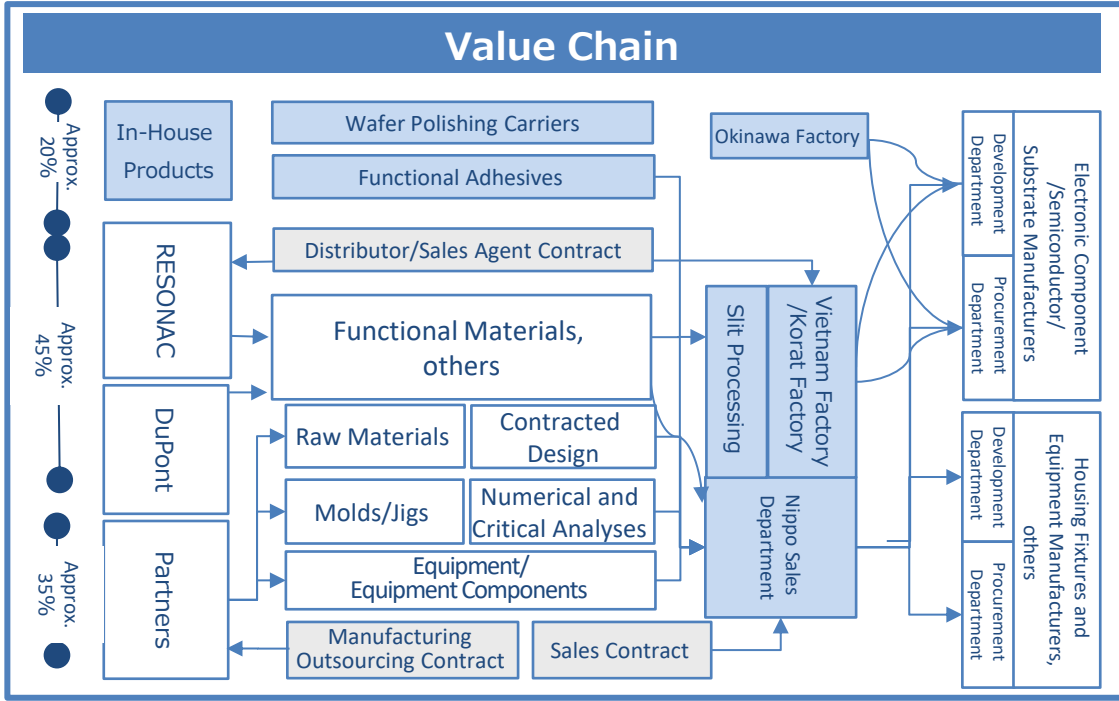 Value Chain
Approx.
20%
Approx.
45%
Approx.
35%
In-House
Products
RESONAC
DuPont
Partners
Wafer Polishing Carriers
Functional Adhesives
Distributor/Sales Agent Contract
Functional Materials,
others
Raw Materials
Contracted
Design
Molds/Jigs
Numerical and
Critical Analyses
Equipment/
Equipment Components
Manufacturing
Outsourcing Contract
Sales Contract
Okinawa Factory
Slit Processing
Vietnam Factory
/Korat Factory
Nippo Sales
Department
Development
Department
Procurement
Department
Electronic Component
/Semiconductor/
Substrate Manufacturers
Development
Department
Procurement
Department
Housing Fixtures and
Equipment Manufacturers,
others